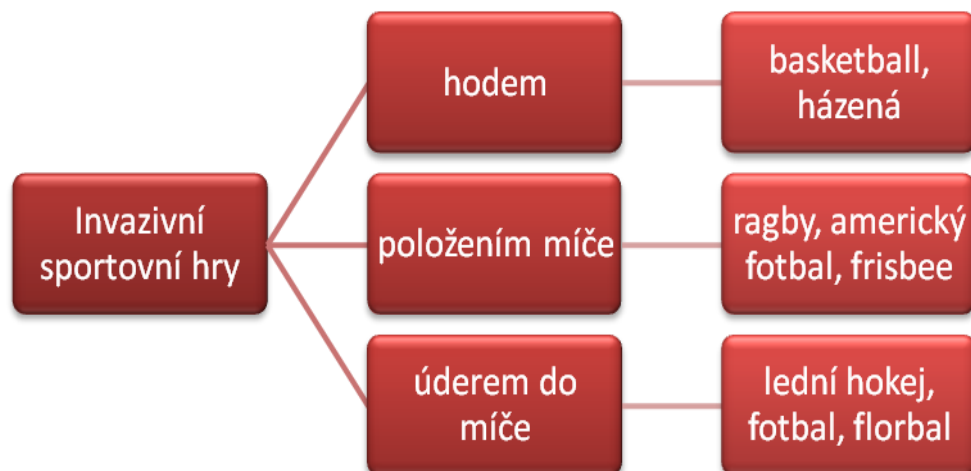 Invazivní
sportovní hry
hodem
basketball,
házená
položením míče
ragby, americký
fotbal, frisbee
úderem do
míče
lední hokej,
fotbal, florbal